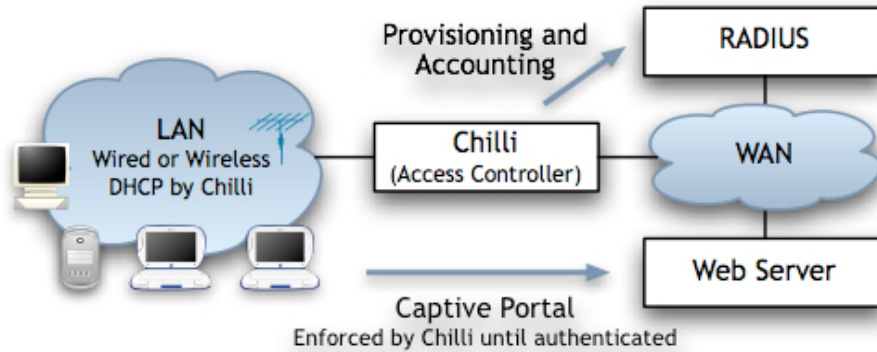 Provisioning and
Accounting
RADIUS
LAN
Wired or Wireless
DHCP by Chilli
Chilli
(Access Controller)
WAN
Web Server
Captive Portal
Enforced by Chilli until authenticated